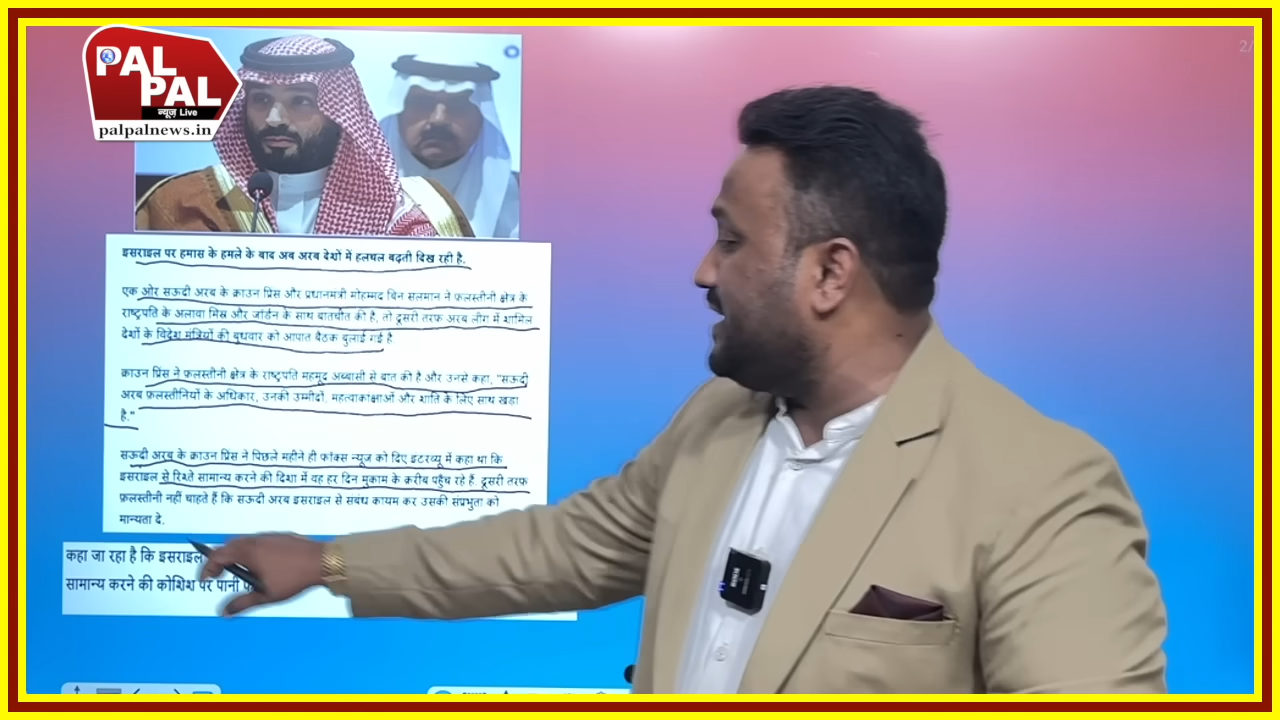 PAL
PAL
न्यूज़ Live
palpalnews.in
2/
इसराइल पर हमास के हमले के बाद अब अरब देशों में हलचल बढ़ती दिख रही है.
एक ओर सऊदी अरब के क्राउन प्रिंस और प्रधानमंत्री मोहम्मद बिन सलमान ने फ़लस्तीनी क्षेत्र के
राष्ट्रपति के अलावा मिस्र और जॉर्डन के साथ बातचीत की है, तो दूसरी तरफ अरब लीग में शामिल
देशों के विदेश मंत्रियों की बुधवार को आपात बैठक बुलाई गई है
क्राउन प्रिंस ने फ़लस्तीनी क्षेत्र के राष्ट्रपति महमूद अब्बासी से बात की है और उनसे कहा, "सऊदी
अरब फ़लस्तीनियों के अधिकार, उनकी उम्मीदों, महत्वाकांक्षाओं और शांति के लिए साथ खड़ा
है."
सऊदी अरब के क्राउन प्रिंस ने पिछले महीने ही फॉक्स न्यूज को दिए इंटरव्यू में कहा था कि
इसराइल से रिश्ते सामान्य करने की दिशा में वह हर दिन मुकाम के क़रीब पहुँच रहे हैं. दूसरी तरफ
फ़लस्तीनी नहीं चाहते हैं कि सऊदी अरब इसराइल से संबंध कायम कर उसकी संप्रभुता को
मान्यता दे.
कहा जा रहा है कि इसराइल
सामान्य करने की कोशिश पर पानी